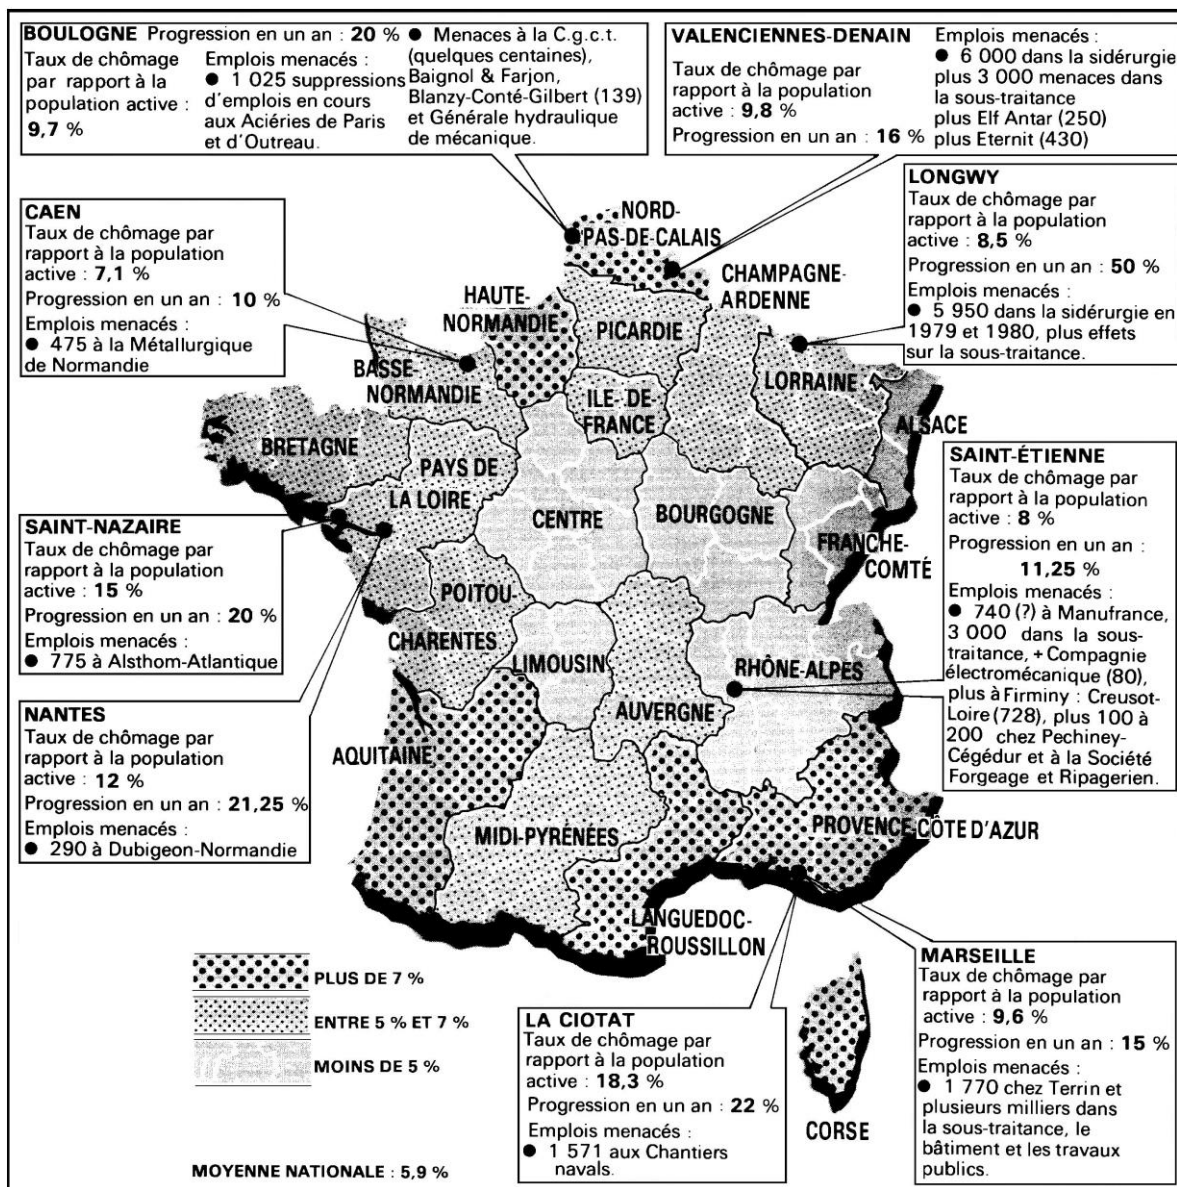 BOULOGNE Progression en un an : 20 %
Taux de chômage
par rapport à la
population active :
9,7 %
Emplois menacés :
● 1 025 suppressions
d'emplois en cours
aux Aciéries de Paris
et d'Outreau.
● Menaces à la C.g.c.t.
(quelques centaines),
Baignol & Farjon,
Blanzy-Conté-Gilbert (139)
et Générale hydraulique
de mécanique.
VALENCIENNES-DENAIN
Taux de chômage par
rapport à la population
active : 9,8 %
Progression en un an : 16 %
Emplois menacés :
● 6 000 dans la sidérurgie
plus 3 000 menaces dans
la sous-traitance
plus Elf Antar (250)
plus Eternit (430)
CAEN
Taux de chômage par
rapport à la population
active : 7,1 %
Progression en un an : 10 %
Emplois menacés :
● 475 à la Métallurgique
de Normandie
LONGWY
Taux de chômage par
rapport à la population
active : 8,5 %
Progression en un an : 50 %
Emplois menacés :
● 5 950 dans la sidérurgie en
1979 et 1980, plus effets
sur la sous-traitance.
NORD-
PAS-DE-CALAIS
CHAMPAGNE-
ARDENNE
HAUTE-
NORMANDIE
PICARDIE
BASSE-
NORMANDIE
ILE- DE-
FRANCE
LORRAINE
ALSACE
BRETAGNE
PAYS DE
LA LOIRE
CENTRE
BOURGOGNE
FRANCHE-
COMTÉ
POITOU-
CHARENTES
LIMOUSIN
RHÔNE-ALPES
AUVERGNE
AQUITAINE
MIDI-PYRÉNÉES
PROVENCE-CÔTE D'AZUR
LANGUEDOC-
ROUSSILLON
CORSE
SAINT-NAZAIRE
Taux de chômage par
rapport à la population
active : 15 %
Progression en un an : 20 %
Emplois menacés :
● 775 à Alsthom-Atlantique
NANTES
Taux de chômage par
rapport à la population
active : 12 %
Progression en un an : 21,25 %
Emplois menacés :
● 290 à Dubigeon-Normandie
SAINT-ÉTIENNE
Taux de chômage par
rapport à la population
active : 8 %
Progression en un an :
11,25 %
Emplois menacés :
● 740 (?) à Manufrance,
3 000 dans la sous-
traitance, + Compagnie
électromécanique (80),
plus à Firminy : Creusot-
Loire (728), plus 100 à
200 chez Pechiney-
Cégédur et à la Société
Forgeage et Ripagerien.
LA CIOTAT
Taux de chômage par
rapport à la population
active : 18,3 %
Progression en un an : 22 %
Emplois menacés :
● 1 571 aux Chantiers
navals.
MARSEILLE
Taux de chômage par
rapport à la population
active : 9,6 %
Progression en un an : 15 %
Emplois menacés :
● 1 770 chez Terrin et
plusieurs milliers dans
la sous-traitance, le
bâtiment et les travaux
publics.
PLUS DE 7 %
ENTRE 5 % ET 7 %
MOINS DE 5 %
MOYENNE NATIONALE : 5,9 %